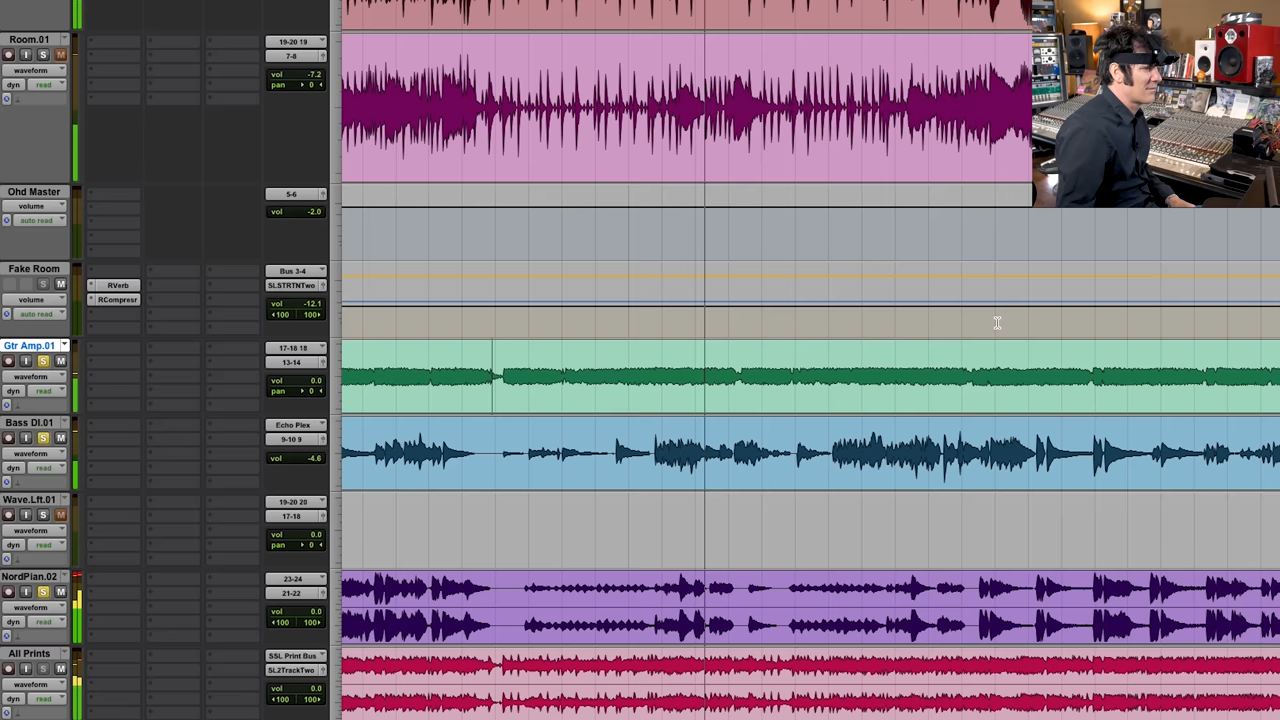 Room.01
19-20 19
I S M
7-8
waveform
vol -7.2
dyn read
pan 0
Ohd Master
5-6
volume
vol -2.0
auto read
Fake Room
Bus 3-4
S M
RVerb
SLSTRTNTwo
volume
RCompresr
vol -12.1
auto read
100 100
Gtr Amp.01
17-18 18
I S M
13-14
waveform
vol 0.0
dyn read
pan 0
Bass DI.01
Echo Plex
I S M
9-10 9
waveform
vol -4.6
dyn read
Wave.Lft.01
19-20 20
I S M
17-18
waveform
vol 0.0
dyn read
pan 0
NordPian.02
23-24
I S M
21-22
waveform
vol 0.0
dyn read
100 100
All Prints
SSL Print Bus
I S M
SL2TrackTwo
waveform
vol 0.0
dyn read
100 100